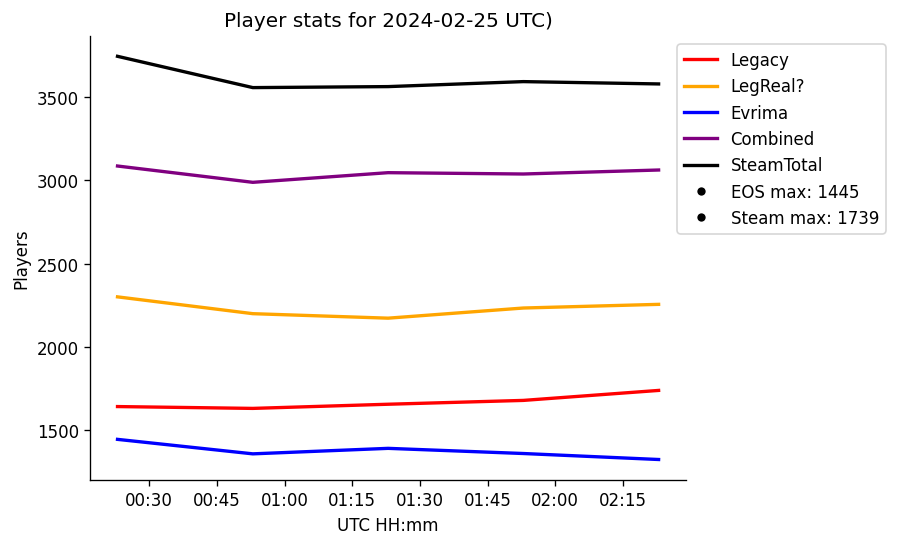 Player stats for 2024-02-25 UTC)
Legacy
LegReal?
Evrima
Combined
SteamTotal
EOS max: 1445
Steam max: 1739
Players
3500
3000
2500
2000
1500
00:30 00:45 01:00 01:15 01:30 01:45 02:00 02:15
UTC HH:mm